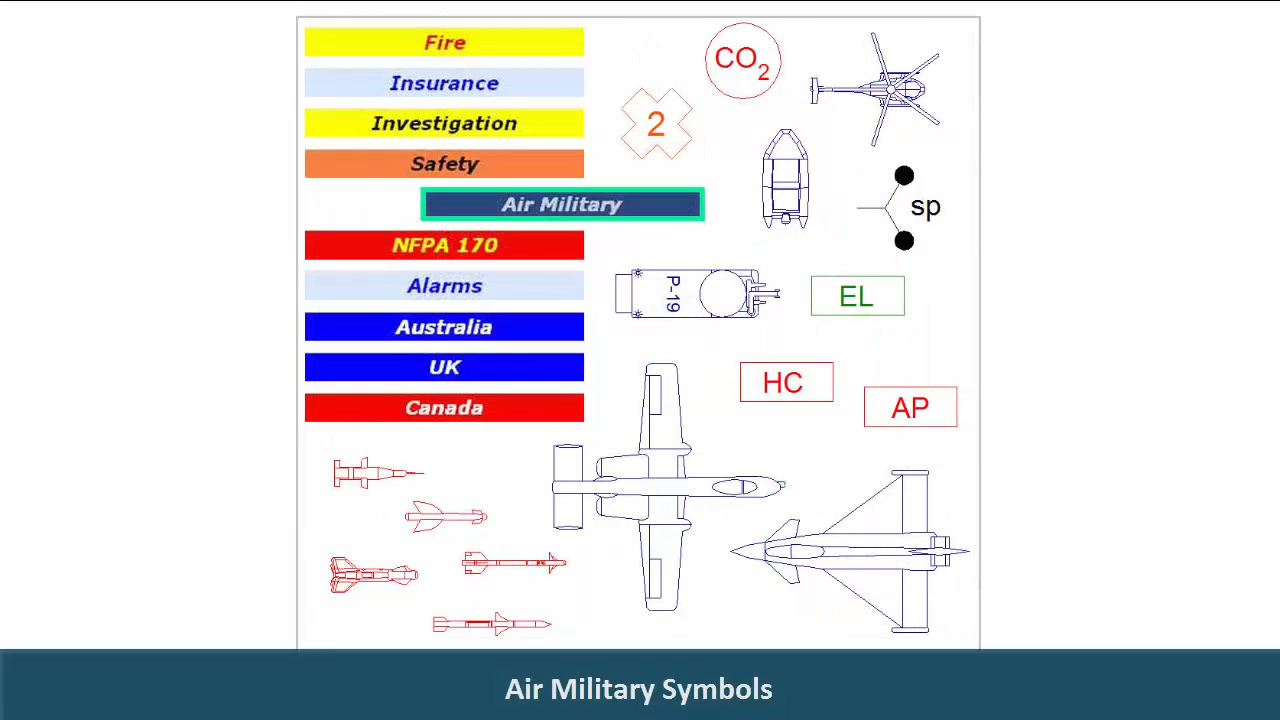 Fire
Insurance
Investigation
Safety
Air Military
NFPA 170
Alarms
Australia
UK
Canada
CO2
2
sp
P-19
EL
HC
AP
Air Military Symbols